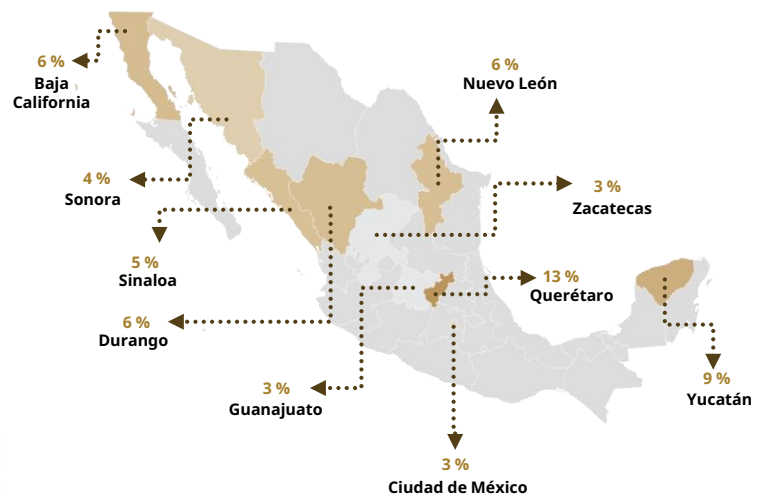 6 %
Baja
California
6 %
Nuevo León
4 %
Sonora
3 %
Zacatecas
5 %
Sinaloa
13 %
Querétaro
6 %
Durango
3 %
Guanajuato
9 %
Yucatán
3 %
Ciudad de México